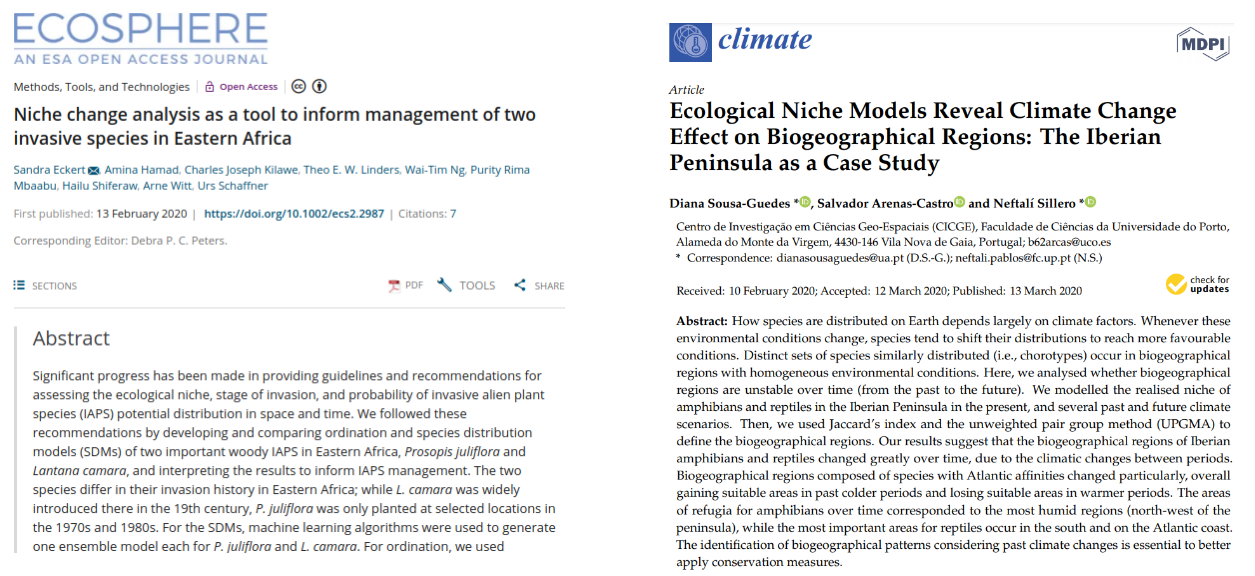 ECOSPHERE
AN ESA OPEN ACCESS JOURNAL
Methods, Tools, and Technologies | Open Access
Niche change analysis as a tool to inform management of two
invasive species in Eastern Africa
Sandra Eckert, Amina Hamad, Charles Joseph Kilawe, Theo E. W. Linders, Wai-Tim Ng, Purity Rima
Mbaabu, Hailu Shiferaw, Arne Witt, Urs Schaffner
First published: 13 February 2020 | https://doi.org/10.1002/ecs2.2987 | Citations: 7
Corresponding Editor: Debra P. C. Peters.
SECTIONS
PDF TOOLS SHARE
Abstract
Significant progress has been made in providing guidelines and recommendations for
assessing the ecological niche, stage of invasion, and probability of invasive alien plant
species (IAPS) potential distribution in space and time. We followed these
recommendations by developing and comparing ordination and species distribution
models (SDMs) of two important woody IAPS in Eastern Africa, Prosopis juliflora and
Lantana camara, and interpreting the results to inform IAPS management. The two
species differ in their invasion history in Eastern Africa; while L. camara was widely
introduced there in the 19th century, P. juliflora was only planted at selected locations in
the 1970s and 1980s. For the SDMs, machine learning algorithms were used to generate
one ensemble model each for P. juliflora and L. camara. For ordination, we used
climate
MDPI
Article
Ecological Niche Models Reveal Climate Change
Effect on Biogeographical Regions: The Iberian
Peninsula as a Case Study
Diana Sousa-Guedes *iD, Salvador Arenas-CastroiD and Neftalí Sillero *iD
Centro de Investigação em Ciências Geo-Espaciais (CICGE), Faculdade de Ciências da Universidade do Porto,
Alameda do Monte da Virgem, 4430-146 Vila Nova de Gaia, Portugal; b62arcas@uco.es
* Correspondence: dianasousaguedes@ua.pt (D.S.-G.); neftali.pablos@fc.up.pt (N.S.)
Received: 10 February 2020; Accepted: 12 March 2020; Published: 13 March 2020
check for
updates
Abstract: How species are distributed on Earth depends largely on climate factors. Whenever these
environmental conditions change, species tend to shift their distributions to reach more favourable
conditions. Distinct sets of species similarly distributed (i.e., chorotypes) occur in biogeographical
regions with homogeneous environmental conditions. Here, we analysed whether biogeographical
regions are unstable over time (from the past to the future). We modelled the realised niche of
amphibians and reptiles in the Iberian Peninsula in the present, and several past and future climate
scenarios. Then, we used Jaccard's index and the unweighted pair group method (UPGMA) to
define the biogeographical regions. Our results suggest that the biogeographical regions of Iberian
amphibians and reptiles changed greatly over time, due to the climatic changes between periods.
Biogeographical regions composed of species with Atlantic affinities changed particularly, overall
gaining suitable areas in past colder periods and losing suitable areas in warmer periods. The areas
of refugia for amphibians over time corresponded to the most humid regions (north-west of the
peninsula), while the most important areas for reptiles occur in the south and on the Atlantic coast.
The identification of biogeographical patterns considering past climate changes is essential to better
apply conservation measures.